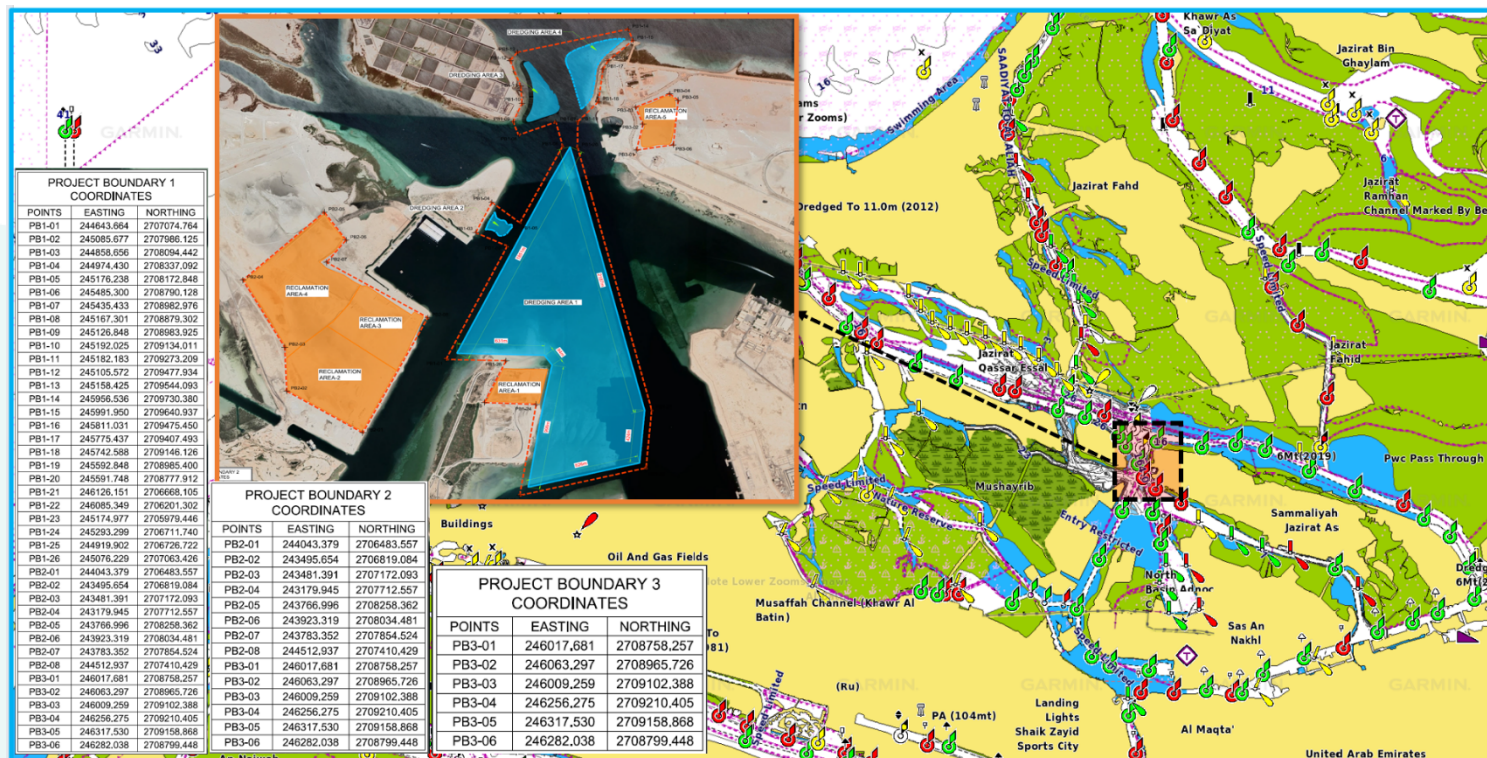 PROJECT BOUNDARY 1
COORDINATES
POINTS EASTING NORTHING
PB1-01 244643.664 2707074.764
PB1-02 245085.677 2707986.125
PB1-03 244858.656 2708094.442
PB1-04 244974.430 2708337.092
PB1-05 245176.238 2708172.848
PB1-06 245485.300 2708790.128
PB1-07 245435.433 2708982.976
PB1-08 245167.301 2708879.302
PB1-09 245126.848 2708983.925
PB1-10 245192.025 2709134.011
PB1-11 245182.183 2709273.209
PB1-12 245105.572 2709477.934
PB1-13 245158.425 2709544.093
PB1-14 245956.536 2709730.380
PB1-15 245991.950 2709640.937
PB1-16 245811.031 2709475.450
PB1-17 245775.437 2709407.493
PB1-18 245742.588 2709146.126
PB1-19 245592.848 2708985.400
PB1-20 245591.748 2708777.912
PB1-21 246126.151 2706668.105
PB1-22 246085.349 2706201.302
PB1-23 245174.977 2705979.446
PB1-24 245293.299 2706711.740
PB1-25 244919.902 2706726.722
PB1-26 245076.229 2707063.426
PB2-01 244043.379 2706483.557
PB2-02 243495.654 2706819.084
PB2-03 243481.391 2707172.093
PB2-04 243179.945 2707712.557
PB2-05 243766.996 2708258.362
PB2-06 243923.319 2708034.481
PB2-07 243783.352 2707854.524
PB2-08 244512.937 2707410.429
PB3-01 246017.681 2708758.257
PB3-02 246063.297 2708965.726
PB3-03 246009.259 2709102.388
PB3-04 246256.275 2709210.405
PB3-05 246317.530 2709158.868
PB3-06 246282.038 2708799.448
PROJECT BOUNDARY 2
COORDINATES
POINTS EASTING NORTHING
PB2-01 244043.379 2706483.557
PB2-02 243495.654 2706819.084
PB2-03 243481.391 2707172.093
PB2-04 243179.945 2707712.557
PB2-05 243766.996 2708258.362
PB2-06 243923.319 2708034.481
PB2-07 243783.352 2707854.524
PB2-08 244512.937 2707410.429
PB3-01 246017.681 2708758.257
PB3-02 246063.297 2708965.726
PB3-03 246009.259 2709102.388
PB3-04 246256.275 2709210.405
PB3-05 246317.530 2709158.868
PB3-06 246282.038 2708799.448
PROJECT BOUNDARY 3
COORDINATES
POINTS EASTING NORTHING
PB3-01 246017.681 2708758.257
PB3-02 246063.297 2708965.726
PB3-03 246009.259 2709102.388
PB3-04 246256.275 2709210.405
PB3-05 246317.530 2709158.868
PB3-06 246282.038 2708799.448
DREDGING AREA 4
DREDGING AREA 3
RECLAMATION
AREA-5
DREDGING AREA 2
RECLAMATION
AREA-4
RECLAMATION
AREA-3
RECLAMATION
AREA-2
DREDGING AREA 1
RECLAMATION
AREA-1
GARMIN.
Khawr As
Sa`Diyat
Jazirat Bin
Ghaylam
16
11
33
Swimming Area
r Zooms)
Jazirat Fahd
Jazirat
Ramhan
Channel Marked By Be
Dredged To 11.0m (2012)
Speed Limited
Speed Limited
Jazirat
Fahid
Jazirat
Qassar Essal
16
6Mt(2019)
Pwc Pass Through
Mushayrib
Speed Limited
Nature Reserve
Entry Restricted
Sammaliyah
Jazirat As
GARMIN.
Buildings
Oil And Gas Fields
Musaffah Channel (Khawr Al
Batin)
North
Basin Adnoc
Sas An
Nakhl
Speed Limited
(Ru)
PA (104mt)
Speed Limited
Landing
Lights
Shaik Zayid
Sports City
Al Maqta'
GARMIN.
United Arab Emirates